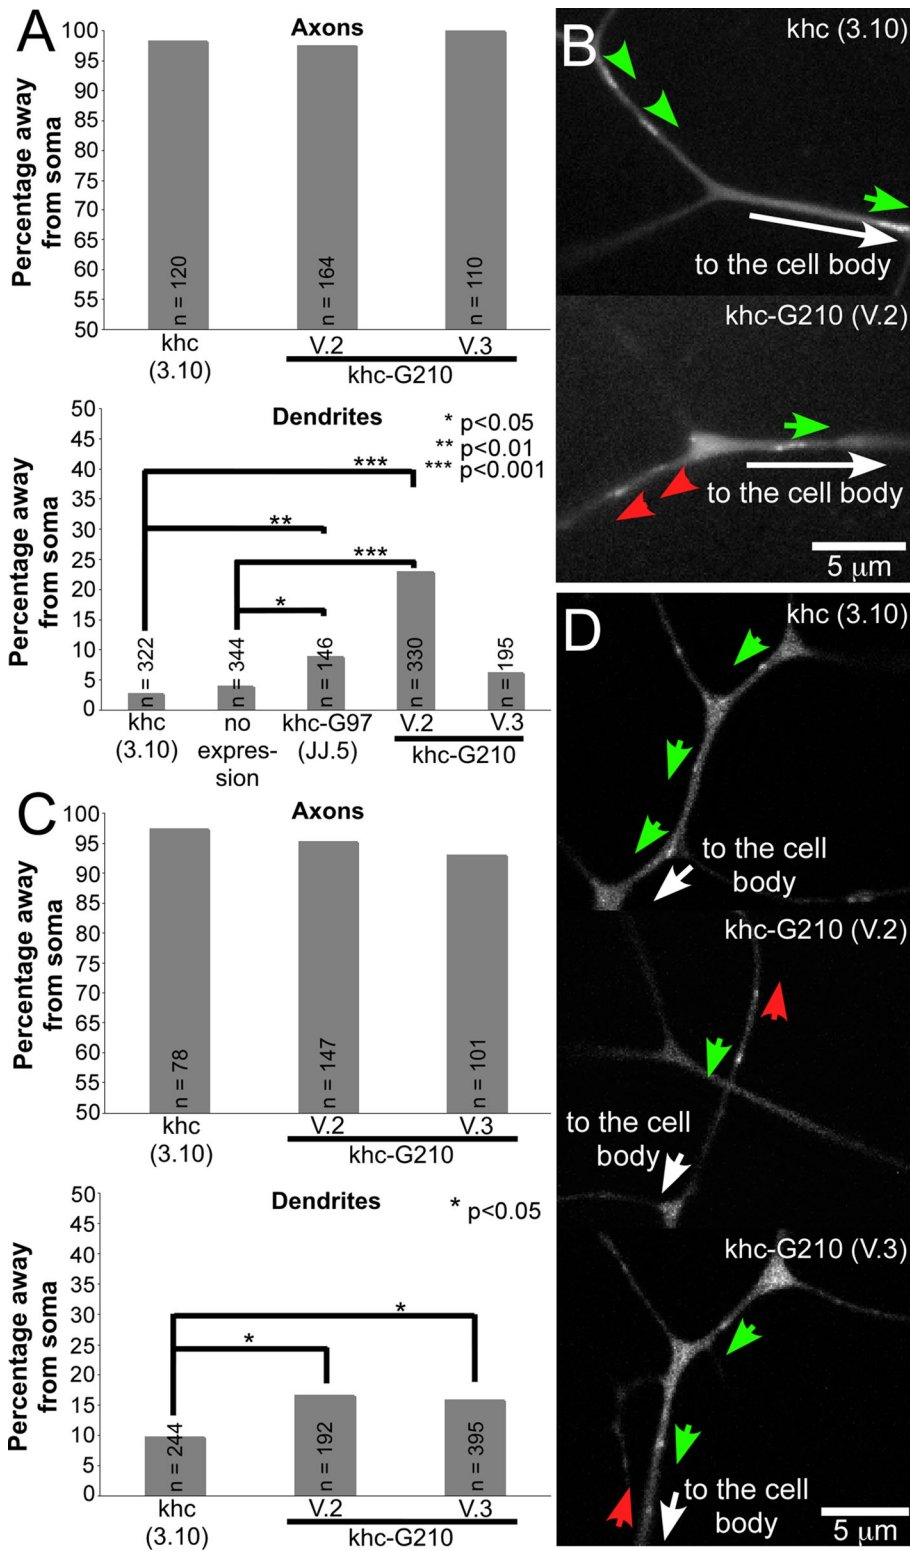 A
Axons
Percentage away
from soma
100
95
90
85
80
75
70
65
60
55
50
n = 120
n = 164
n = 110
khc
(3.10)
V.2
V.3
khc-G210
Dendrites
* p<0.05
** p<0.01
*** p<0.001
Percentage away
from soma
50
45
40
35
30
25
20
15
10
5
0
***
**
***
*
n = 322
n = 344
n = 146
n = 330
n = 195
khc
(3.10)
no
expres-
sion
khc-G97
(JJ.5)
V.2
V.3
khc-G210
B
khc (3.10)
to the cell body
khc-G210 (V.2)
to the cell body
5 µm
C
Axons
Percentage away
from soma
100
95
90
85
80
75
70
65
60
55
50
n = 78
n = 147
n = 101
khc
(3.10)
V.2
V.3
khc-G210
Dendrites
* p<0.05
Percentage away
from soma
50
45
40
35
30
25
20
15
10
5
0
*
*
n = 244
n = 192
n = 395
khc
(3.10)
V.2
V.3
khc-G210
D
khc (3.10)
to the cell
body
khc-G210 (V.2)
to the cell
body
khc-G210 (V.3)
to the cell
body
5 µm